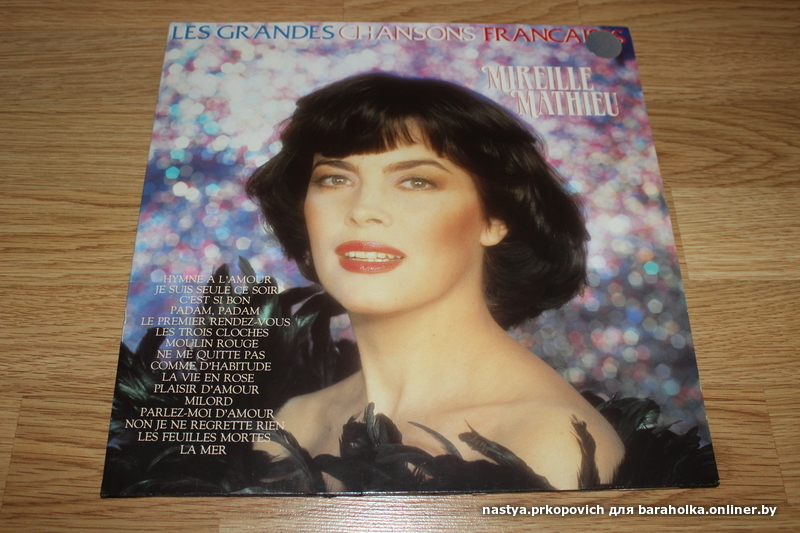 LES GRANDES CHANSONS
MIREILLE
MATHIEU
HYMNE À L'AMOUR
JE SUIS SEULE CE SOIR
C'EST SI BON
PADAM, PADAM
LE PREMIER RENDEZ-VOUS
LES TROIS CLOCHES
MOULIN ROUGE
NE ME QUITTE PAS
COMME D'HABITUDE
LA VIE EN ROSE
PLAISIR D'AMOUR
MILORD
PARLEZ-MOI D'AMOUR
NON JE NE REGRETTE RIEN
LES FEUILLES MORTES
LA MER
nastya.prkopovich для baraholka.onliner.by